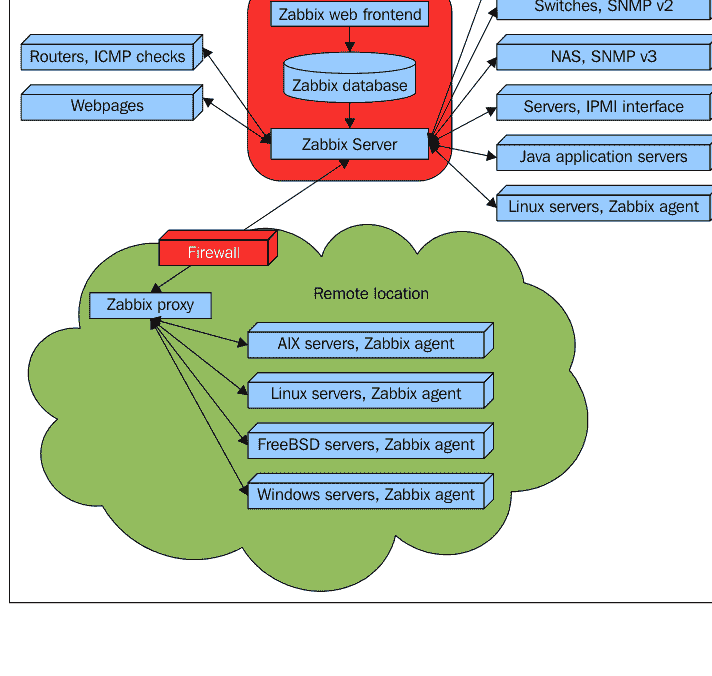 Zabbix web frontend
Switches, SNMP v2
Routers, ICMP checks
NAS, SNMP v3
Zabbix database
Webpages
Servers, IPMI interface
Zabbix Server
Java application servers
Linux servers, Zabbix agent
Firewall
Remote location
Zabbix proxy
AIX servers, Zabbix agent
Linux servers, Zabbix agent
FreeBSD servers, Zabbix agent
Windows servers, Zabbix agent